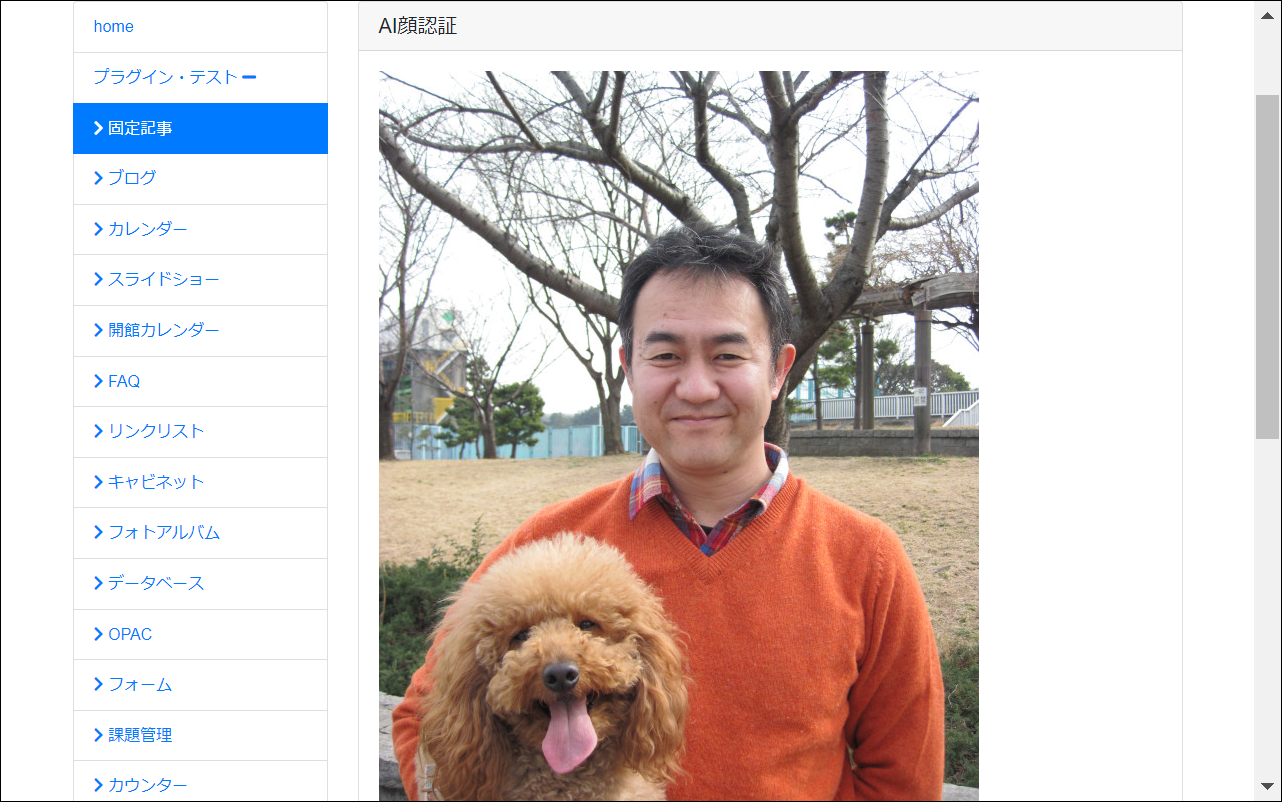 home
プラグイン・テスト
固定記事
ブログ
カレンダー
スライドショー
開館カレンダー
FAQ
リンクリスト
キャビネット
フォトアルバム
データベース
OPAC
フォーム
課題管理
カウンター
AI顔認証